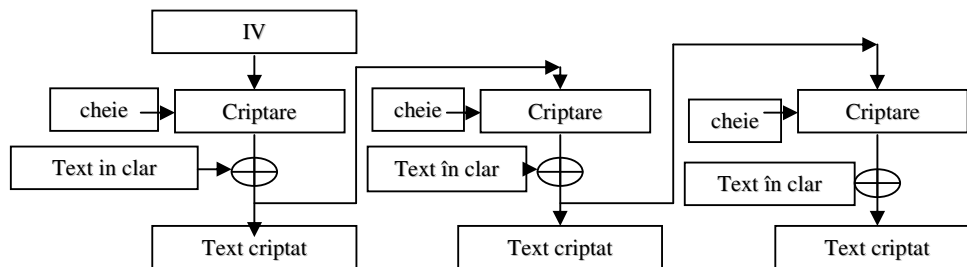 IV
cheie
Criptare
cheie
Criptare
cheie
Criptare
Text in clar
Text în clar
Text în clar
Text criptat
Text criptat
Text criptat